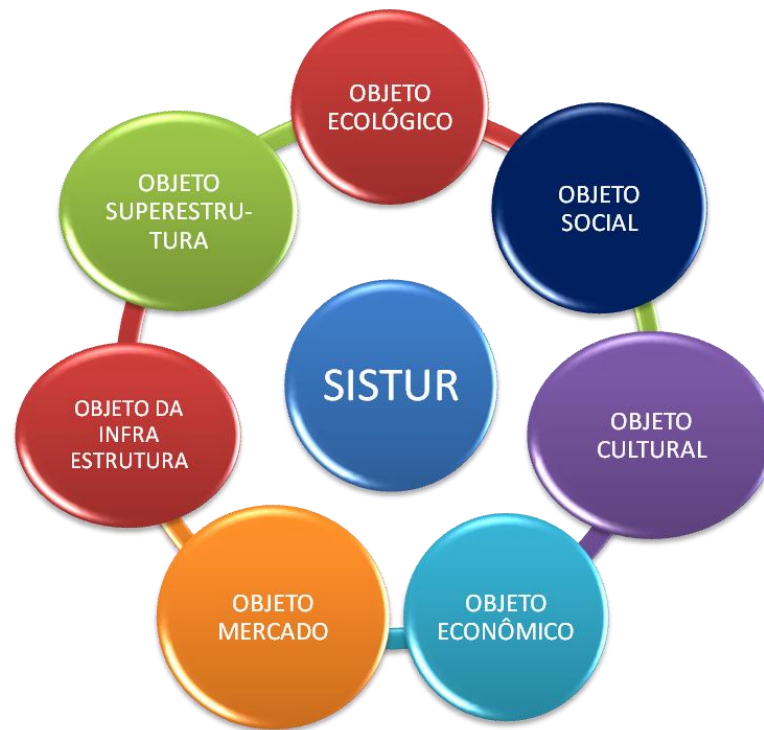 OBJETO
ECOLÓGICO
OBJETO
SOCIAL
OBJETO
CULTURAL
OBJETO
ECONÔMICO
OBJETO
MERCADO
OBJETO DA
INFRA
ESTRUTURA
OBJETO
SUPERESTRU-
TURA
SISTUR